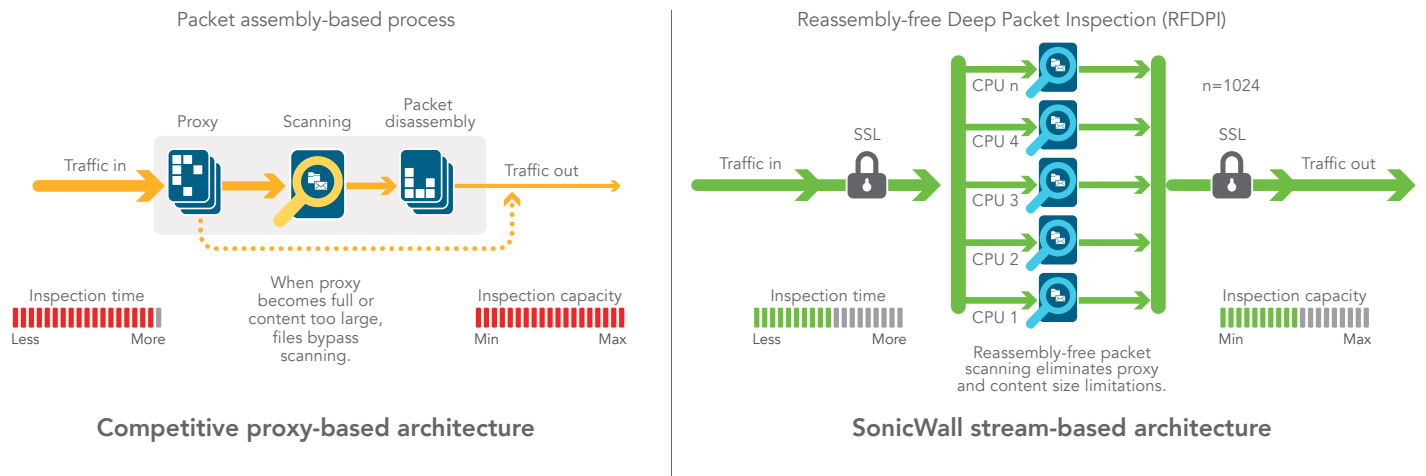 Packet assembly-based process
Proxy
Scanning
Packet
disassembly
Traffic in
Traffic out
When proxy
becomes full or
content too large,
files bypass
scanning.
Inspection time
Less
More
Inspection capacity
Min
Max
Competitive proxy-based architecture
Reassembly-free Deep Packet Inspection (RFDPI)
Traffic in
SSL
CPU n
CPU 4
CPU 3
CPU 2
CPU 1
n=1024
SSL
Traffic out
Inspection time
Less
More
Reassembly-free packet
scanning eliminates proxy
and content size limitations.
Inspection capacity
Min
Max
SonicWall stream-based architecture